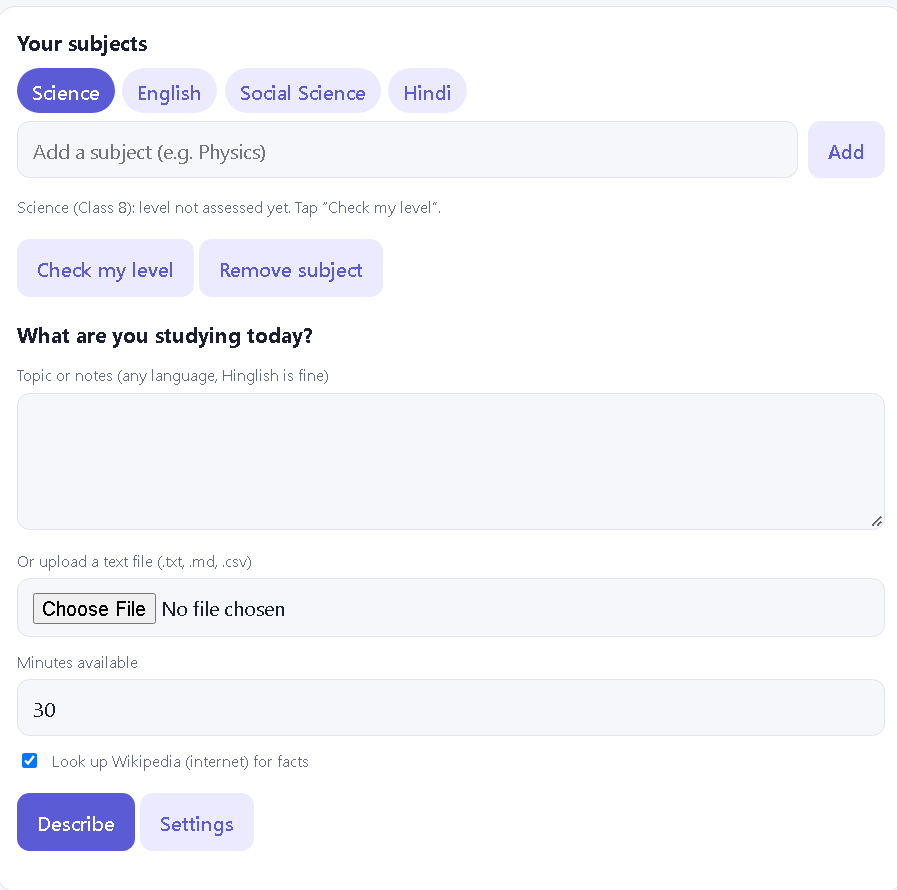 Your subjects
Science English Social Science Hindi
Add a subject (e.g. Physics) Add
Science (Class 8): level not assessed yet. Tap “Check my level”.
Check my level Remove subject
What are you studying today?
Topic or notes (any language, Hinglish is fine)
Or upload a text file (.txt, .md, .csv)
Choose File No file chosen
Minutes available
30
Look up Wikipedia (internet) for facts
Describe Settings